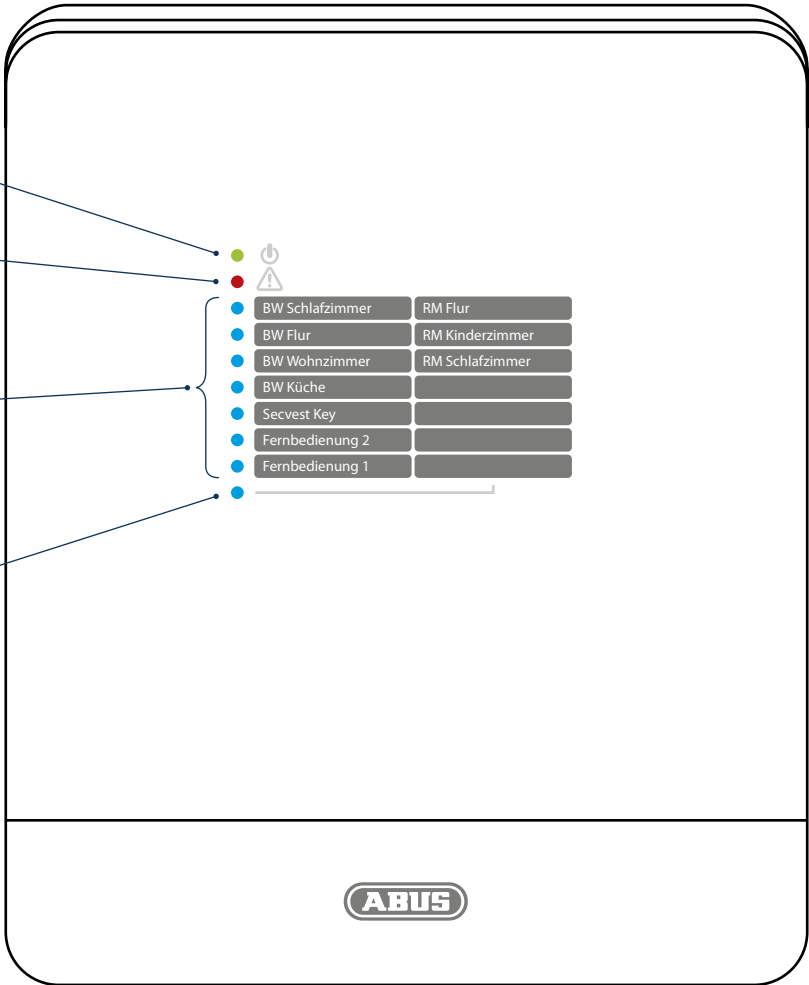 BW Schlafzimmer RM Flur
BW Flur RM Kinderzimmer
BW Wohnzimmer RM Schlafzimmer
BW Küche
Secvest Key
Fernbedienung 2
Fernbedienung 1
ABUS